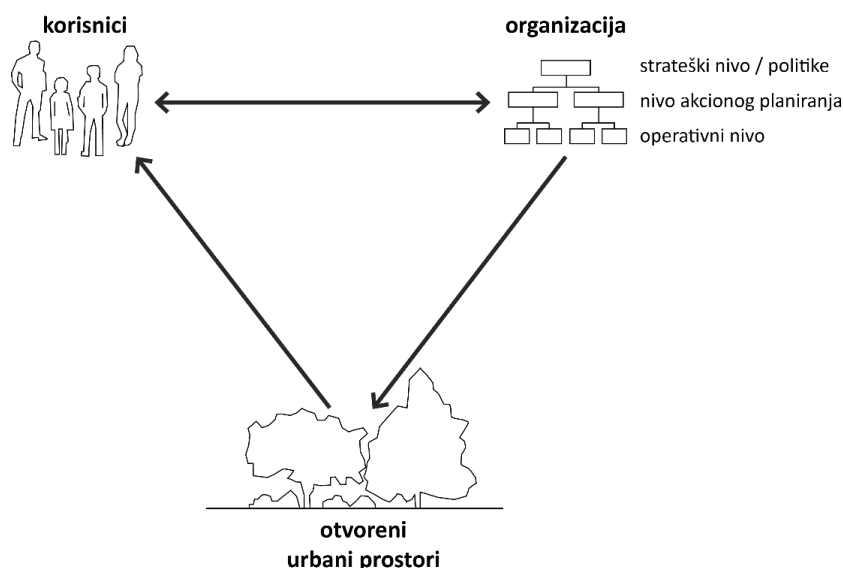 korisnici
organizacija
strateški nivo / politike
nivo akcionog planiranja
operativni nivo
otvoreni
urbani prostori